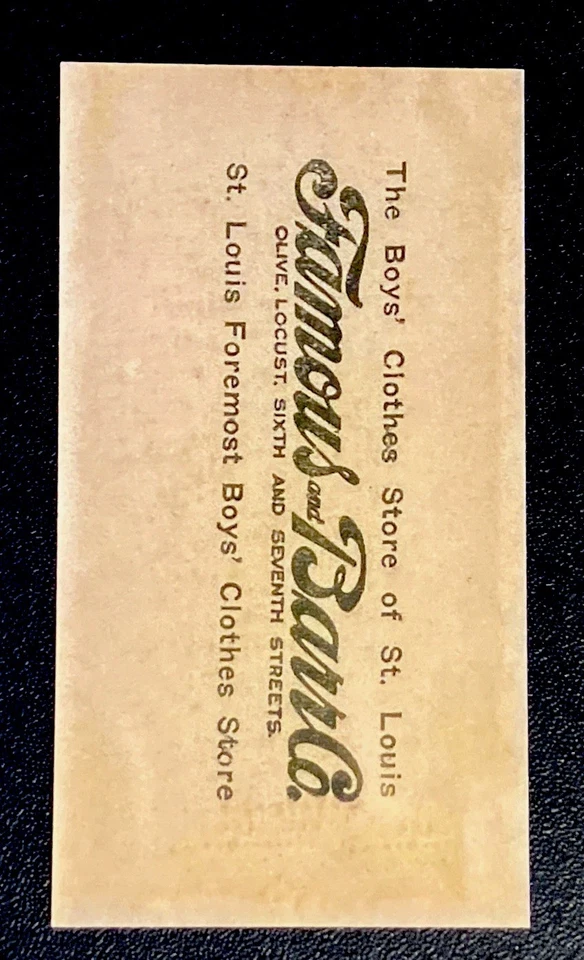 The Boys' Clothes Store of St. Louis
Famous and Barr Co.
OLIVE, LOCUST, SIXTH AND SEVENTH STREETS.
St. Louis Foremost Boys' Clothes Store